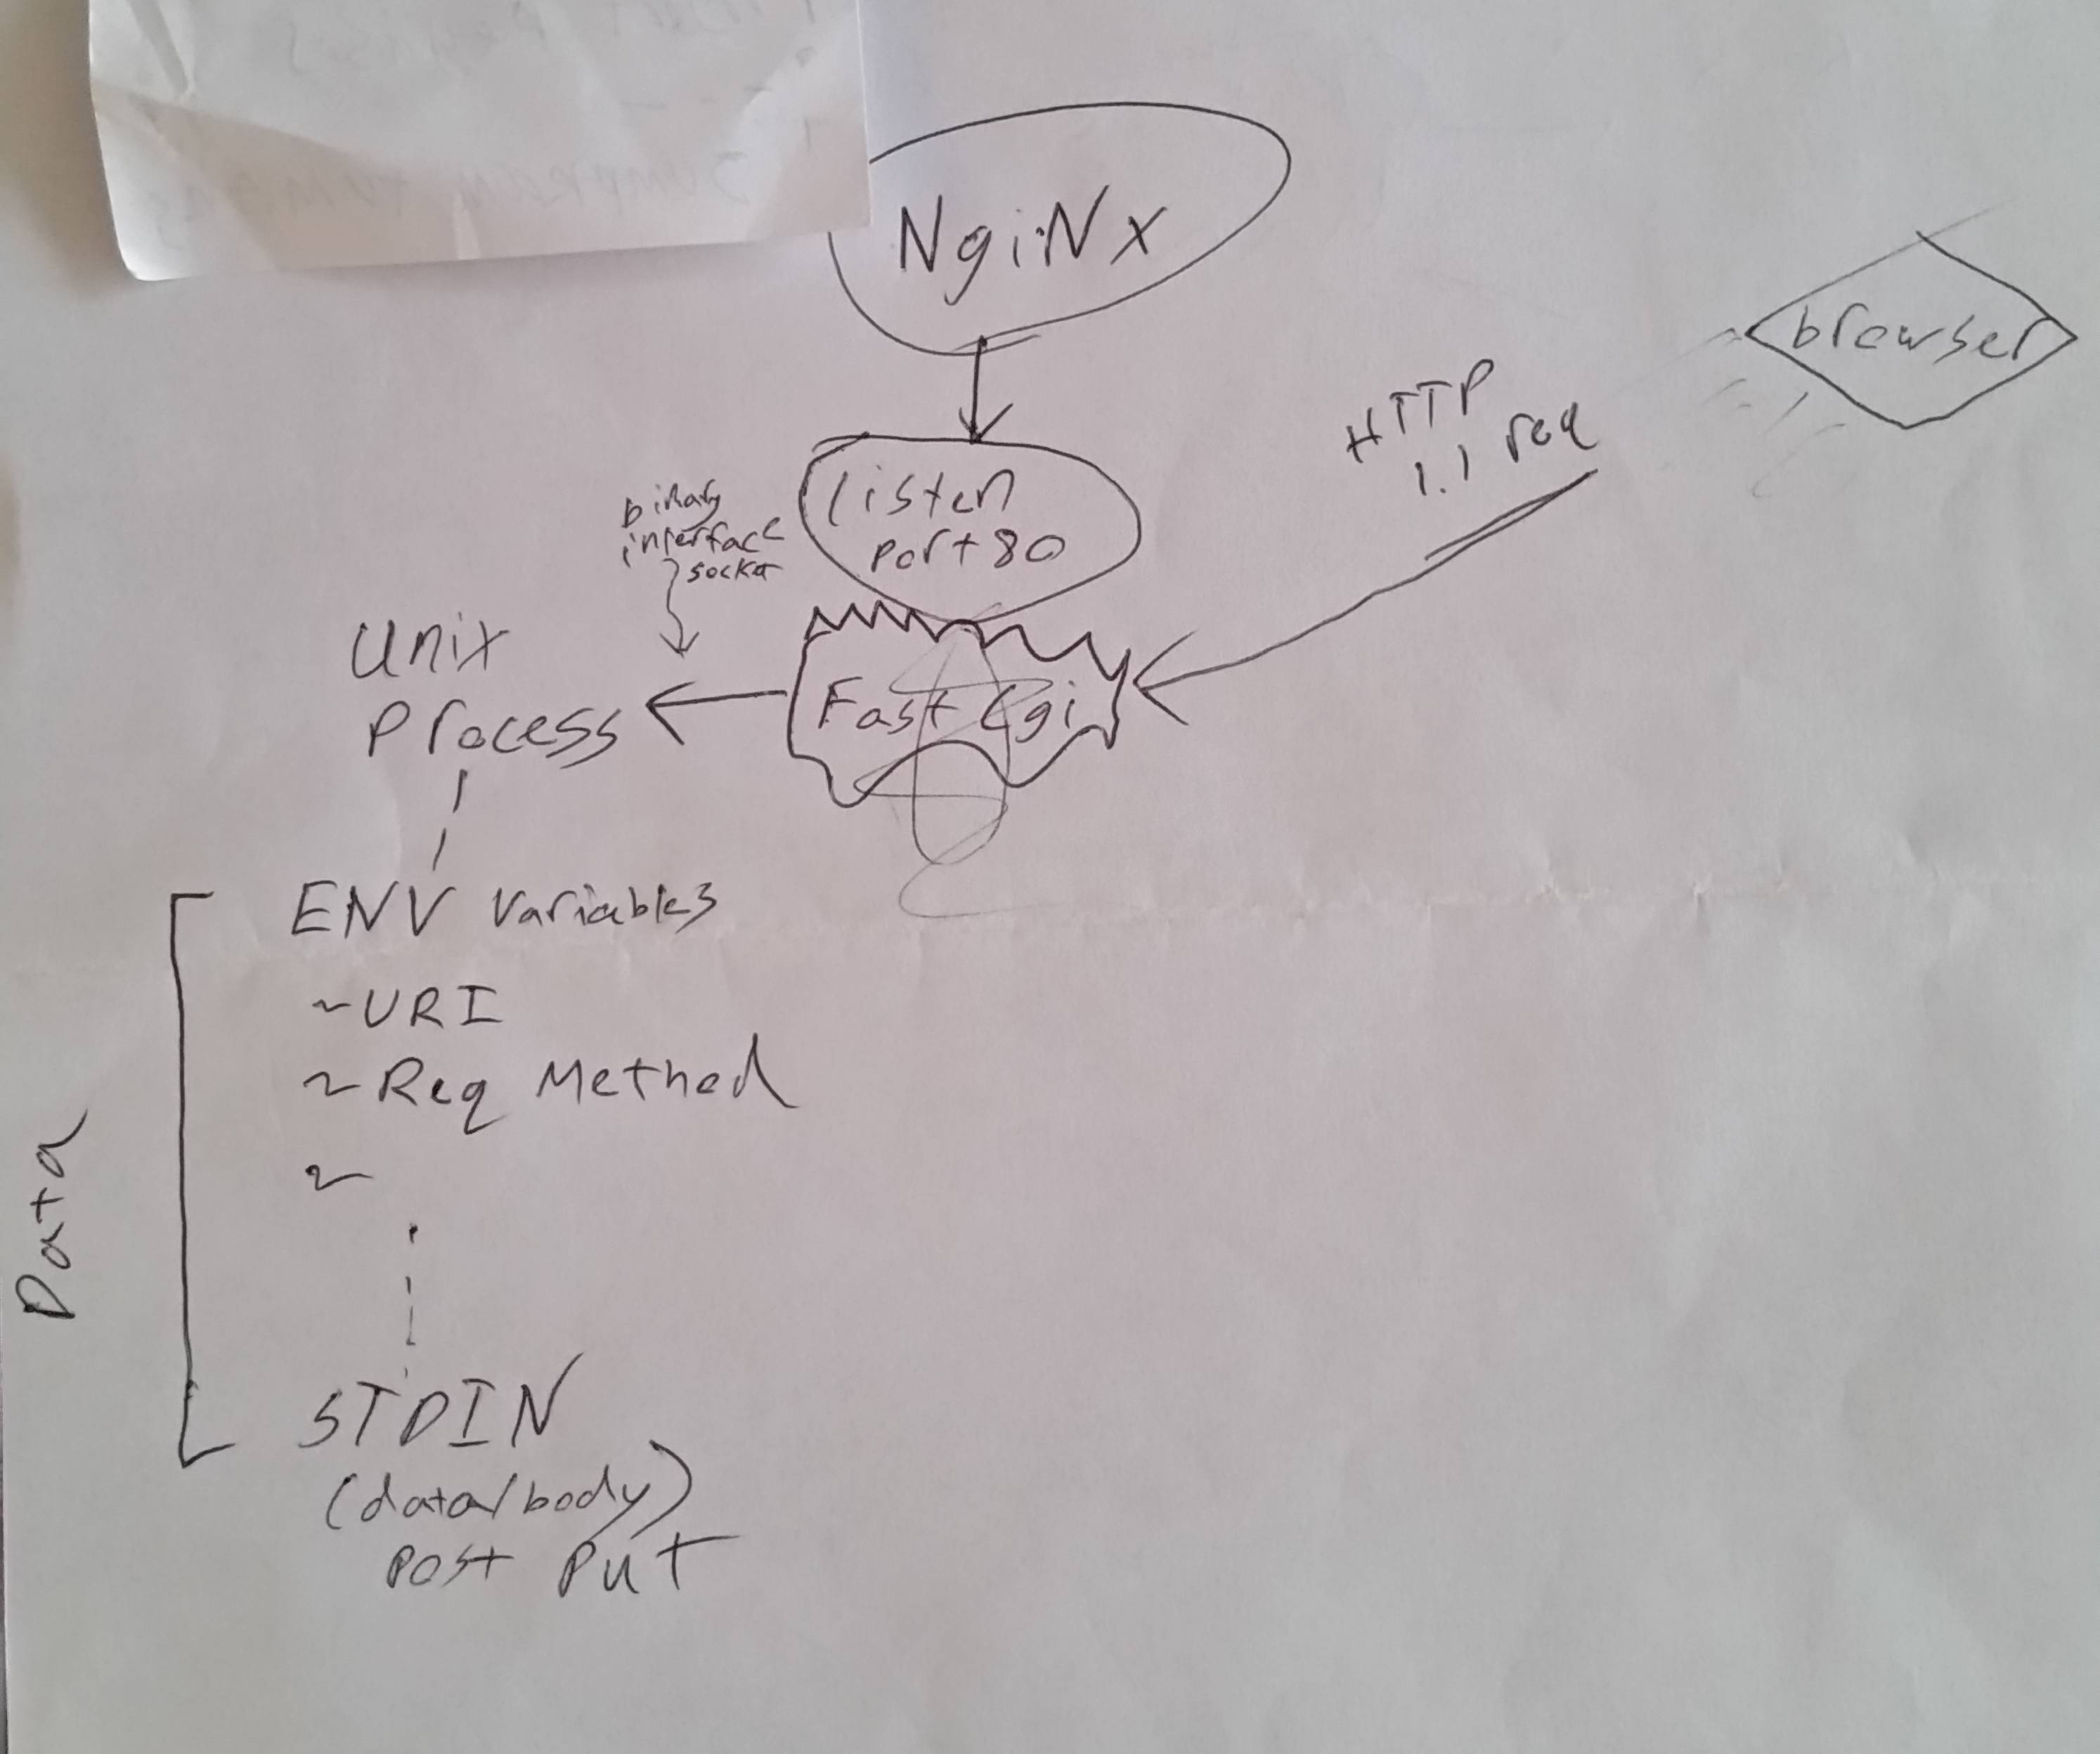 NgiNx
browser
HTTP
1.1 req
listen
port 80
binary
interface
socket
Unix
Process
Fast Cgi
ENV Variables
~URI
~Req Method
~
Data
STDIN
(data/body)
Post Put